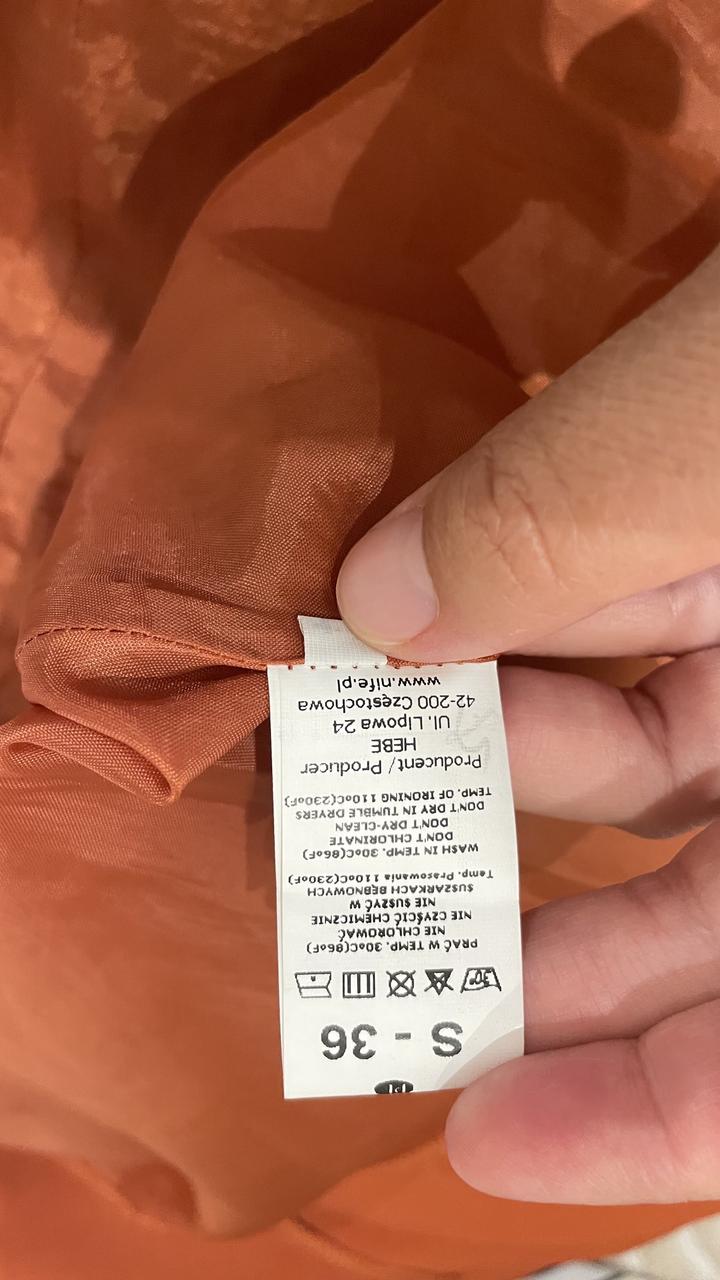 S - 36
30°
PRAĆ W TEMP. 30oC(86oF)
NIE CHLOROWAĆ
NIE CZYŚCIĆ CHEMICZNIE
NIE SUSZYĆ W
SUSZARKACH BĘBNOWYCH
Temp. Prasowania 110oC(230oF)
WASH IN TEMP. 30oC(86oF)
DON'T CHLORINATE
DON'T DRY-CLEAN
DON'T DRY IN TUMBLE DRYERS
TEMP. OF IRONING 110oC(230oF)
Producent / Producer
HEBE
Ul. Lipowa 24
42-200 Częstochowa
www.nife.pl